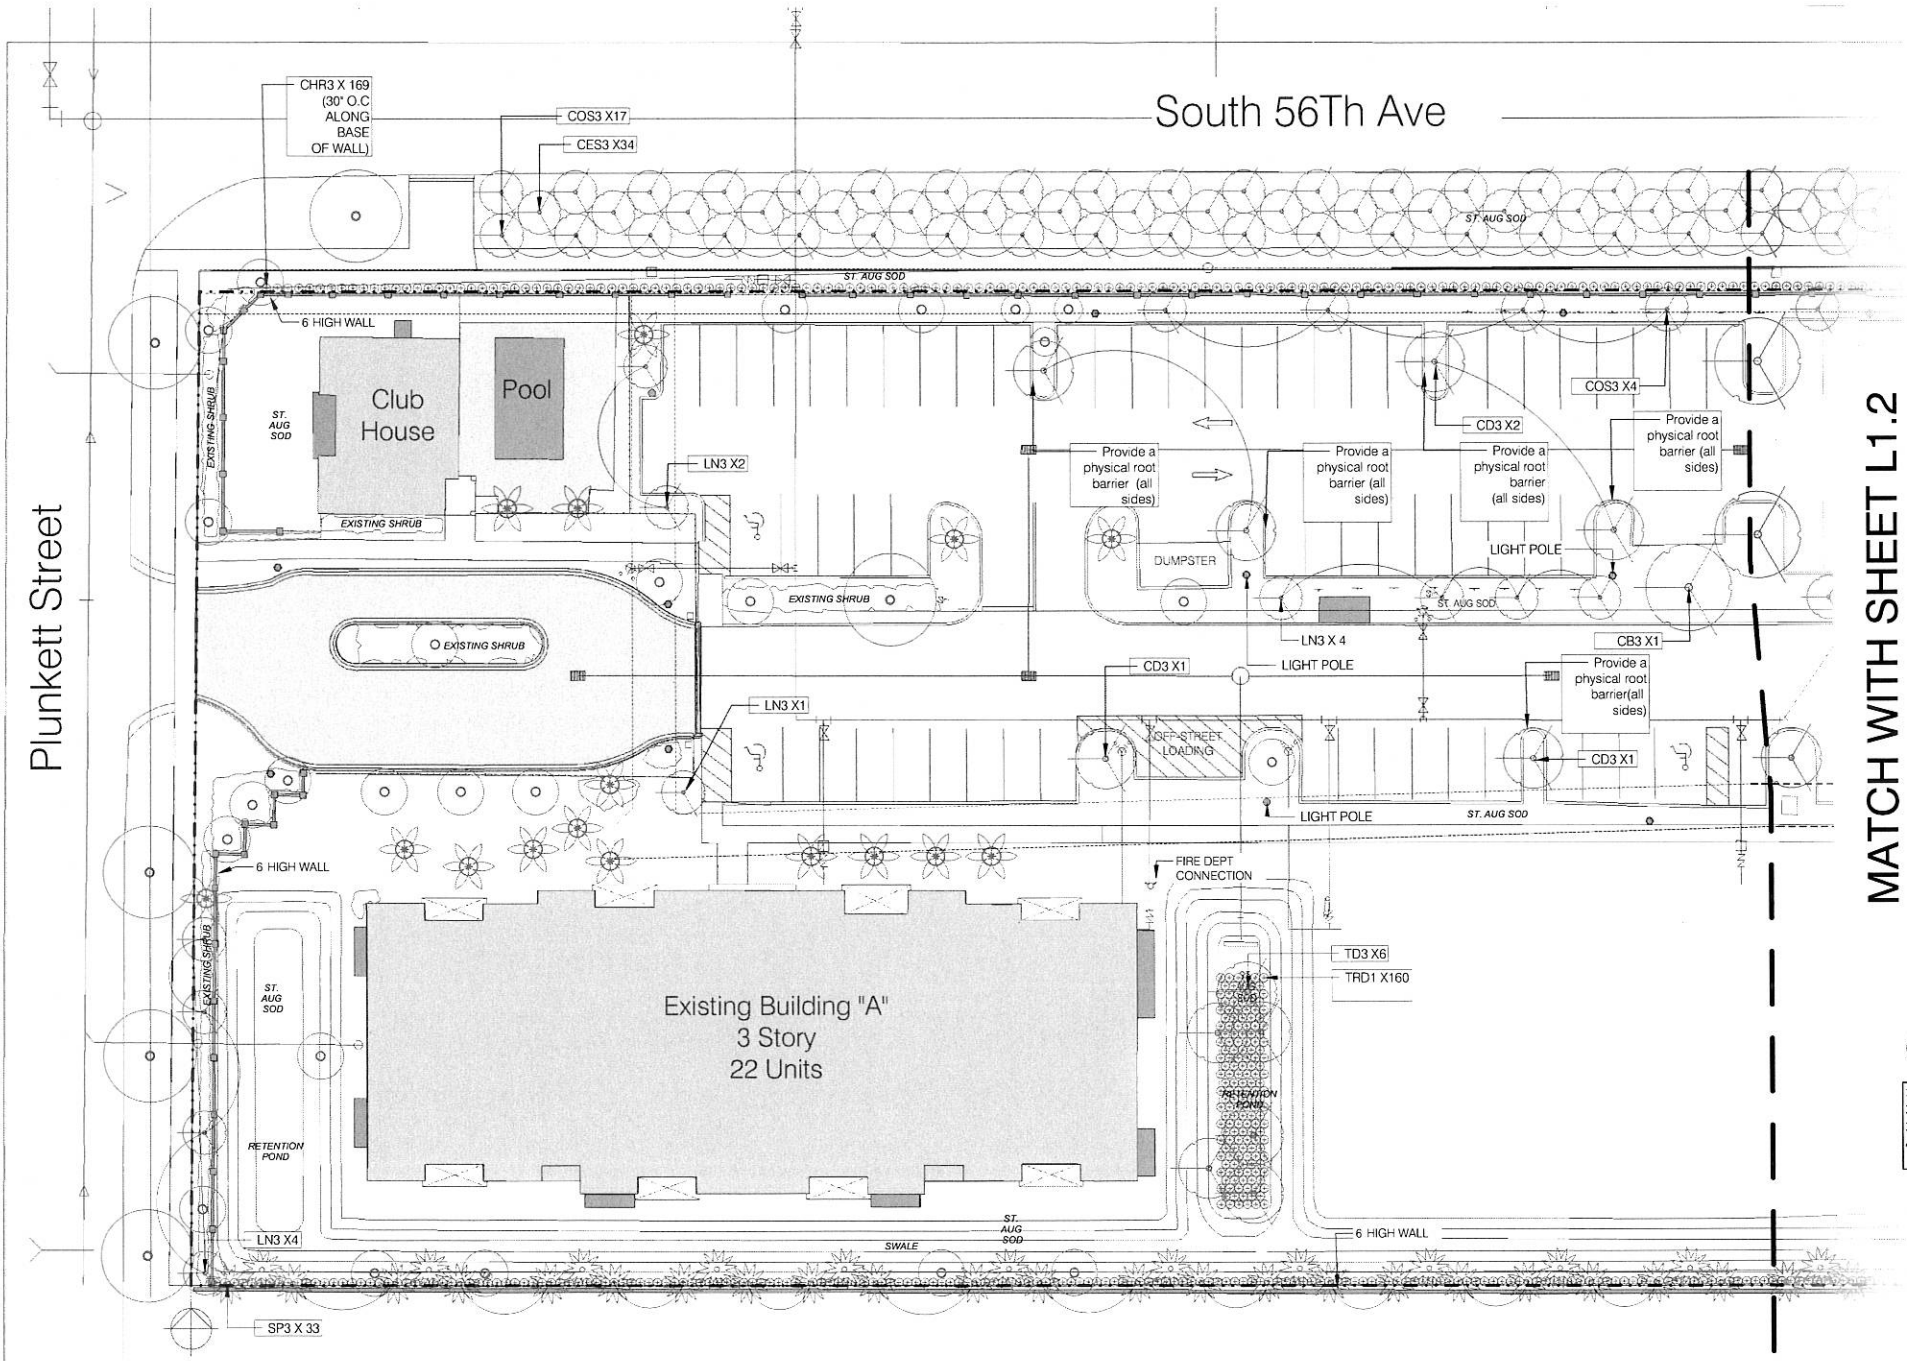 CHR3 X 169
(30" O.C
ALONG
BASE
OF WALL)
COS3 X17
CES3 X34
South 56Th Ave
ST. AUG SOD
ST. AUG SOD
6 HIGH WALL
Club
House
Pool
ST.
AUG
SOD
EXISTING SHRUB
EXISTING SHRUB
LN3 X2
COS3 X4
CD3 X2
Provide a
physical root
barrier (all
sides)
Provide a
physical root
barrier (all
sides)
Provide a
physical root
barrier
(all sides)
Provide a
physical root
barrier (all
sides)
MATCH WITH SHEET L1.2
Plunkett Street
DUMPSTER
LIGHT POLE
EXISTING SHRUB
ST. AUG SOD
EXISTING SHRUB
LN3 X 4
CB3 X1
LIGHT POLE
CD3 X1
Provide a
physical root
barrier(all
sides)
LN3 X1
OFF-STREET
LOADING
CD3 X1
LIGHT POLE
ST. AUG SOD
6 HIGH WALL
FIRE DEPT
CONNECTION
EXISTING SHRUB
ST.
AUG
SOD
TD3 X6
TRD1 X160
Existing Building "A"
3 Story
22 Units
RETENTION
POND
RETENTION
POND
ST.
AUG
SOD
SWALE
LN3 X4
6 HIGH WALL
SP3 X 33